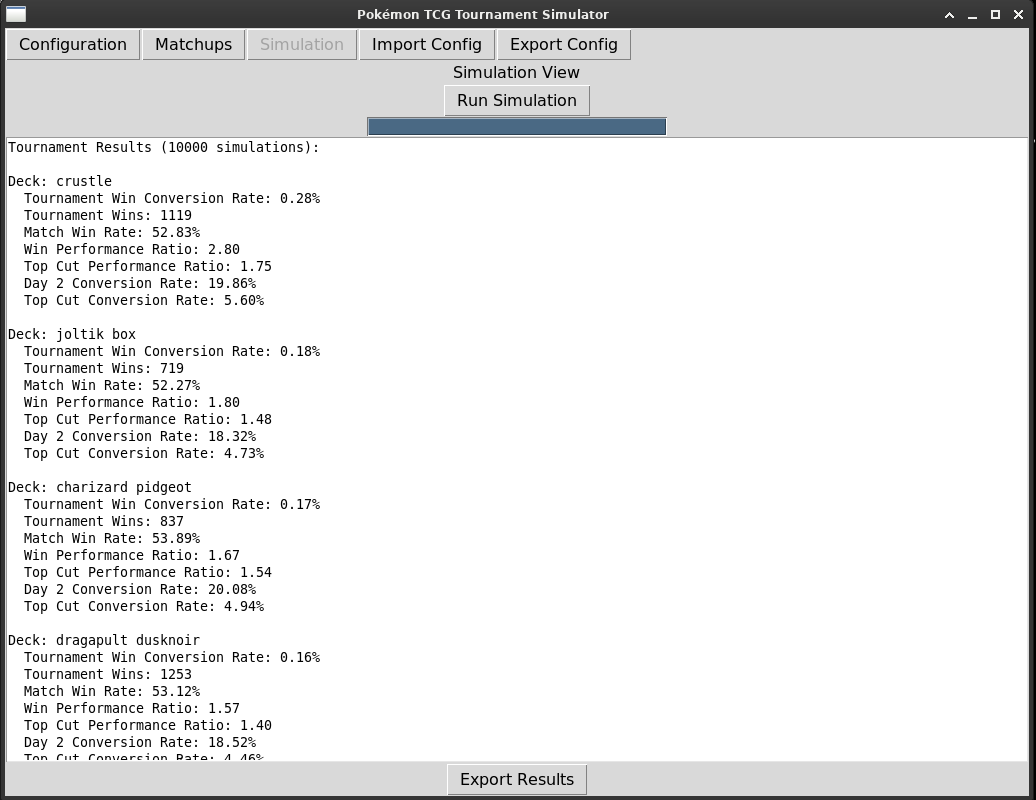 Pokémon TCG Tournament Simulator
Configuration Matchups Simulation Import Config Export Config
Simulation View
Run Simulation
Tournament Results (10000 simulations):
Deck: crustle
Tournament Win Conversion Rate: 0.28%
Tournament Wins: 1119
Match Win Rate: 52.83%
Win Performance Ratio: 2.80
Top Cut Performance Ratio: 1.75
Day 2 Conversion Rate: 19.86%
Top Cut Conversion Rate: 5.60%
Deck: joltik box
Tournament Win Conversion Rate: 0.18%
Tournament Wins: 719
Match Win Rate: 52.27%
Win Performance Ratio: 1.80
Top Cut Performance Ratio: 1.48
Day 2 Conversion Rate: 18.32%
Top Cut Conversion Rate: 4.73%
Deck: charizard pidgeot
Tournament Win Conversion Rate: 0.17%
Tournament Wins: 837
Match Win Rate: 53.89%
Win Performance Ratio: 1.67
Top Cut Performance Ratio: 1.54
Day 2 Conversion Rate: 20.08%
Top Cut Conversion Rate: 4.94%
Deck: dragapult dusknoir
Tournament Win Conversion Rate: 0.16%
Tournament Wins: 1253
Match Win Rate: 53.12%
Win Performance Ratio: 1.57
Top Cut Performance Ratio: 1.40
Day 2 Conversion Rate: 18.52%
Top Cut Conversion Rate: 4.46%
Export Results